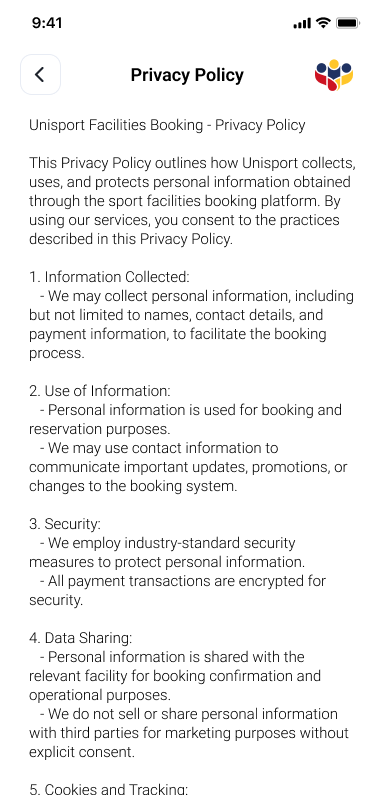 9:41
Privacy Policy
Unisport Facilities Booking - Privacy Policy
This Privacy Policy outlines how Unisport collects,
uses, and protects personal information obtained
through the sport facilities booking platform. By
using our services, you consent to the practices
described in this Privacy Policy.
1. Information Collected:
- We may collect personal information, including
but not limited to names, contact details, and
payment information, to facilitate the booking
process.
2. Use of Information:
- Personal information is used for booking and
reservation purposes.
- We may use contact information to
communicate important updates, promotions, or
changes to the booking system.
3. Security:
- We employ industry-standard security
measures to protect personal information.
- All payment transactions are encrypted for
security.
4. Data Sharing:
- Personal information is shared with the
relevant facility for booking confirmation and
operational purposes.
- We do not sell or share personal information
with third parties for marketing purposes without
explicit consent.
5. Cookies and Tracking: